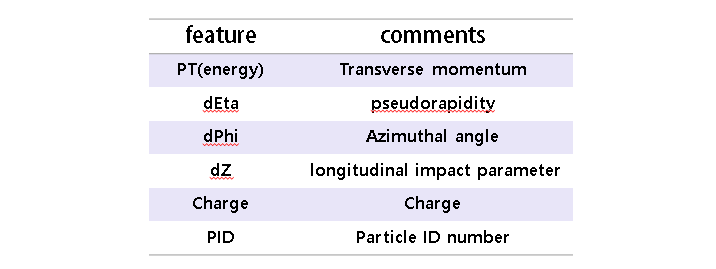 feature comments
PT(energy) Transverse momentum
dEta pseudorapidity
dPhi Azimuthal angle
dZ longitudinal impact parameter
Charge Charge
PID Particle ID number